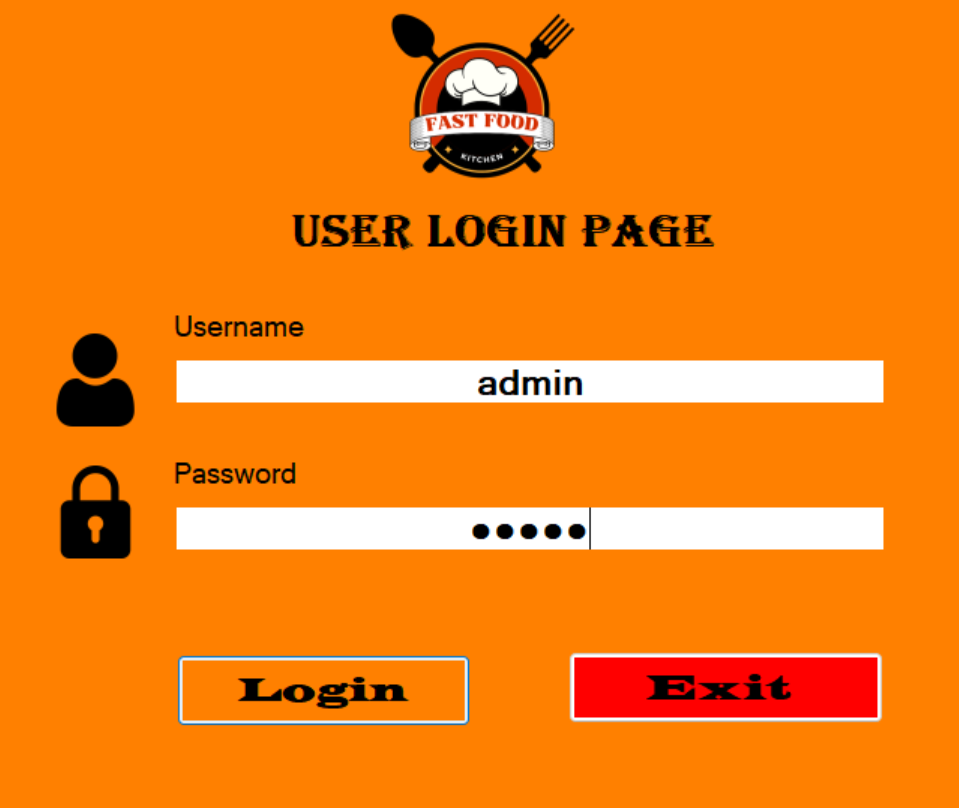 FAST FOOD
KITCHEN
USER LOGIN PAGE
Username
admin
Password
•••••
Login
Exit